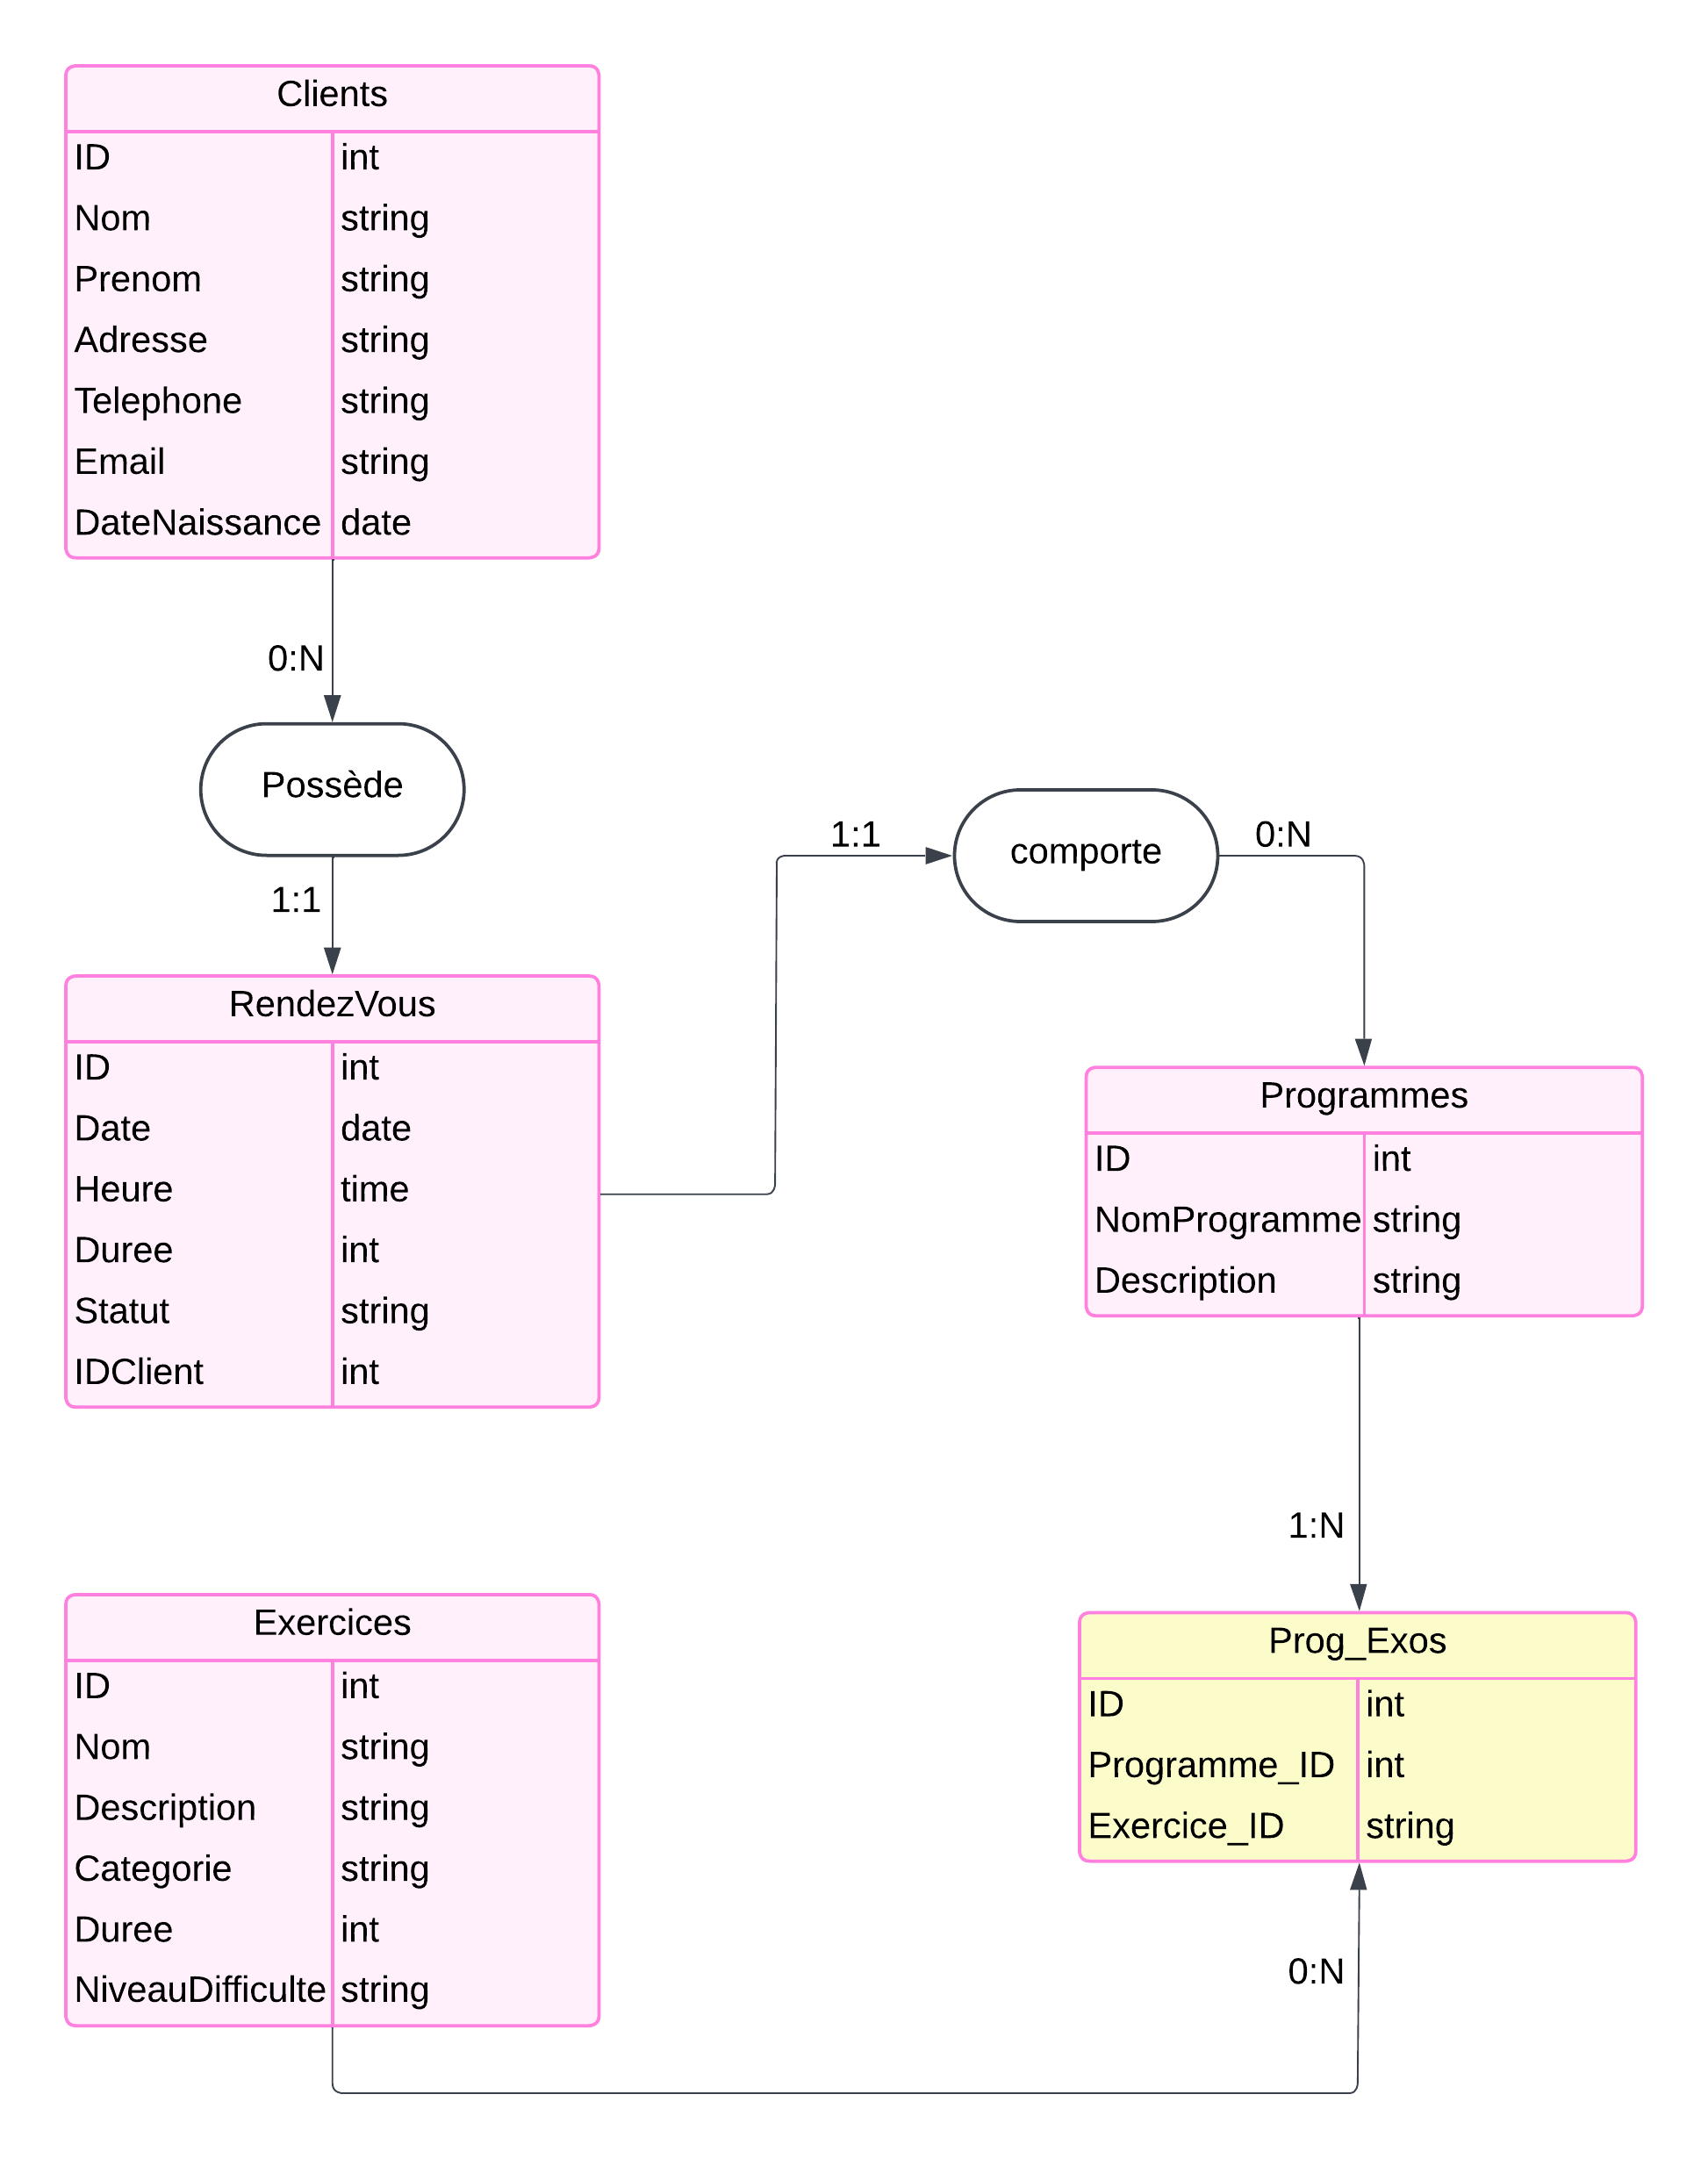 Clients
ID int
Nom string
Prenom string
Adresse string
Telephone string
Email string
DateNaissance date
0:N
Possède
1:1
RendezVous
ID int
Date date
Heure time
Duree int
Statut string
IDClient int
1:1
comporte
0:N
Programmes
ID int
NomProgramme string
Description string
1:N
Exercices
ID int
Nom string
Description string
Categorie string
Duree int
NiveauDifficulte string
Prog_Exos
ID int
Programme_ID int
Exercice_ID string
0:N